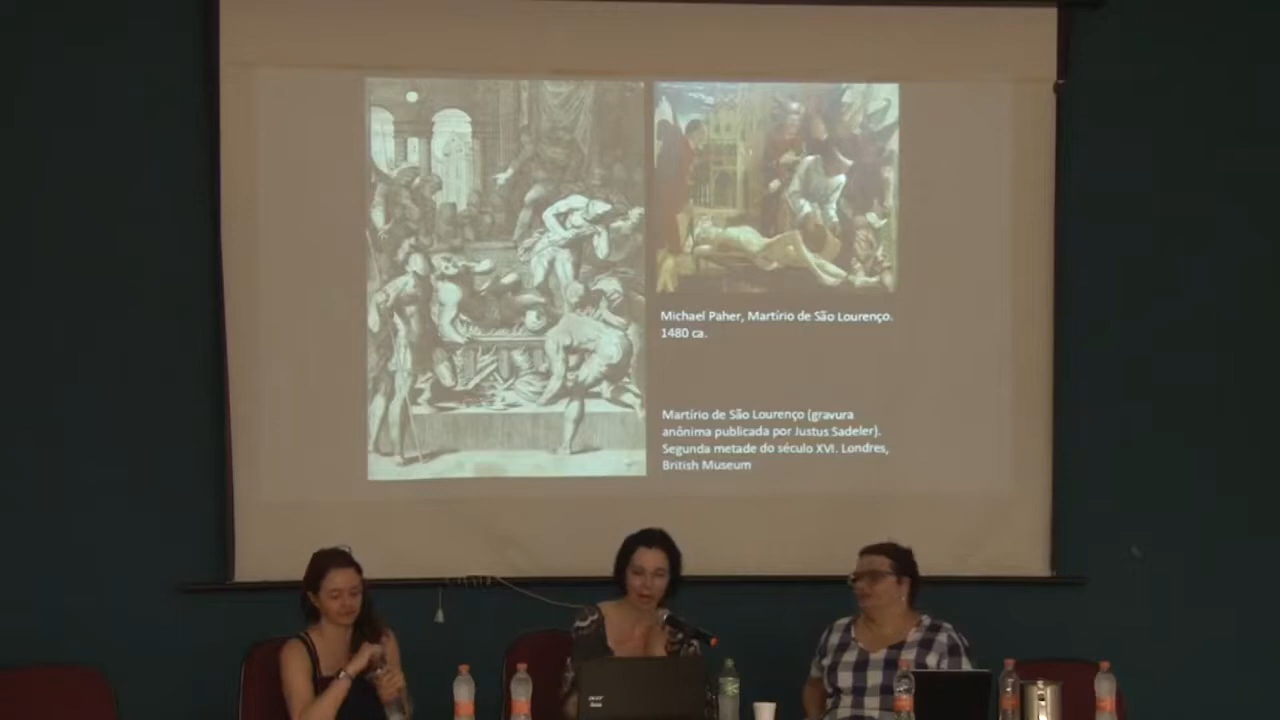 Michael Paher, Martírio de São Lourenço.
1480 ca.
Martírio de São Lourenço (gravura
anônima publicada por Justus Sadeler).
Segunda metade do século XVI. Londres,
British Museum
acer